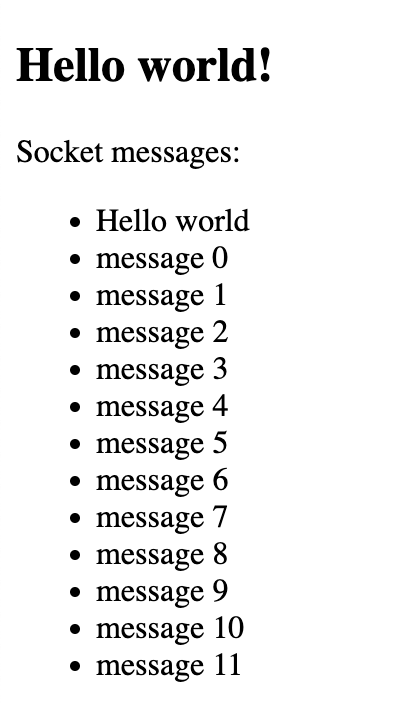 Hello world!
Socket messages:
• Hello world
• message 0
• message 1
• message 2
• message 3
• message 4
• message 5
• message 6
• message 7
• message 8
• message 9
• message 10
• message 11